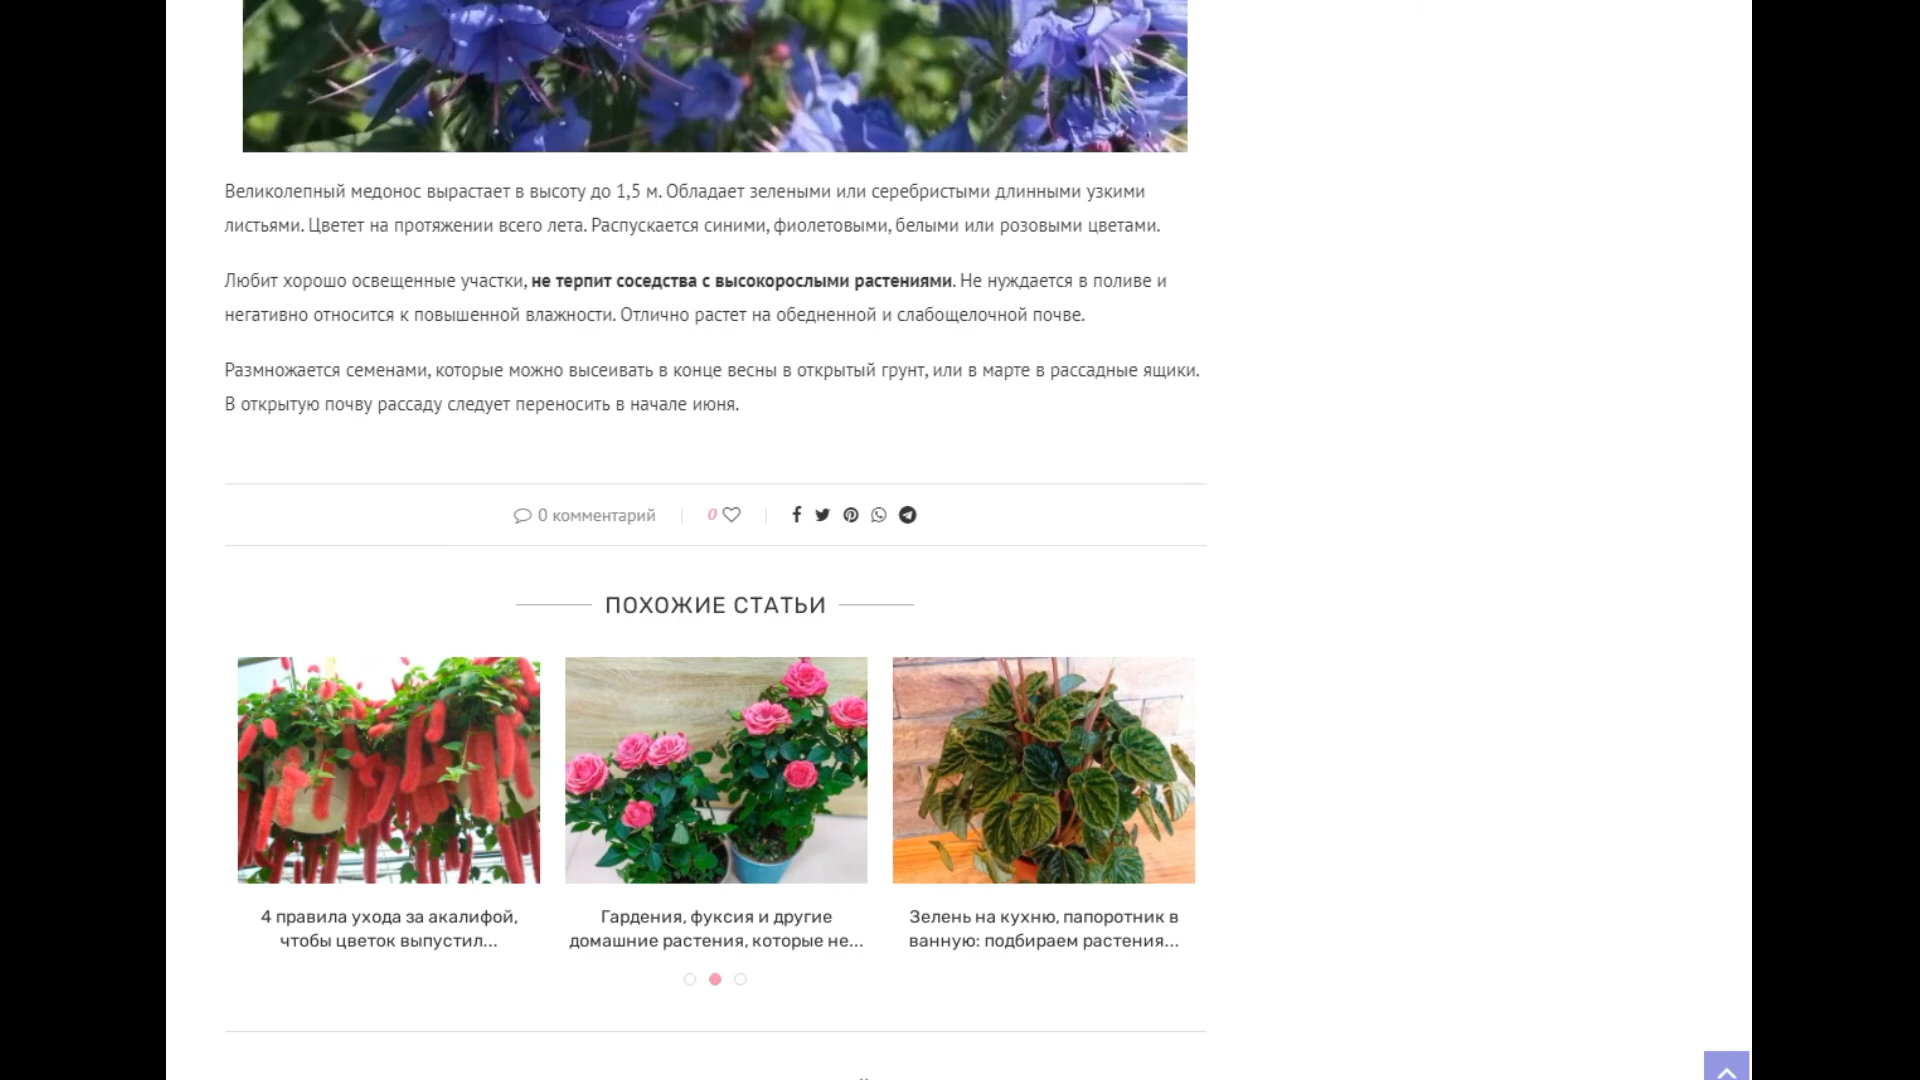 Великолепный медонос вырастает в высоту до 1,5 м. Обладает зелеными или серебристыми длинными узкими
листьями. Цветет на протяжении всего лета. Распускается синими, фиолетовыми, белыми или розовыми цветами.
Любит хорошо освещенные участки, не терпит соседства с высокорослыми растениями. Не нуждается в поливе и
негативно относится к повышенной влажности. Отлично растет на обедненной и слабощелочной почве.
Размножается семенами, которые можно высеивать в конце весны в открытый грунт, или в марте в рассадные ящики.
В открытую почву рассаду следует переносить в начале июня.
0 комментарий 0
ПОХОЖИЕ СТАТЬИ
4 правила ухода за акалифой,
чтобы цветок выпустил...
Гардения, фуксия и другие
домашние растения, которые не...
Зелень на кухню, папоротник в
ванную: подбираем растения...